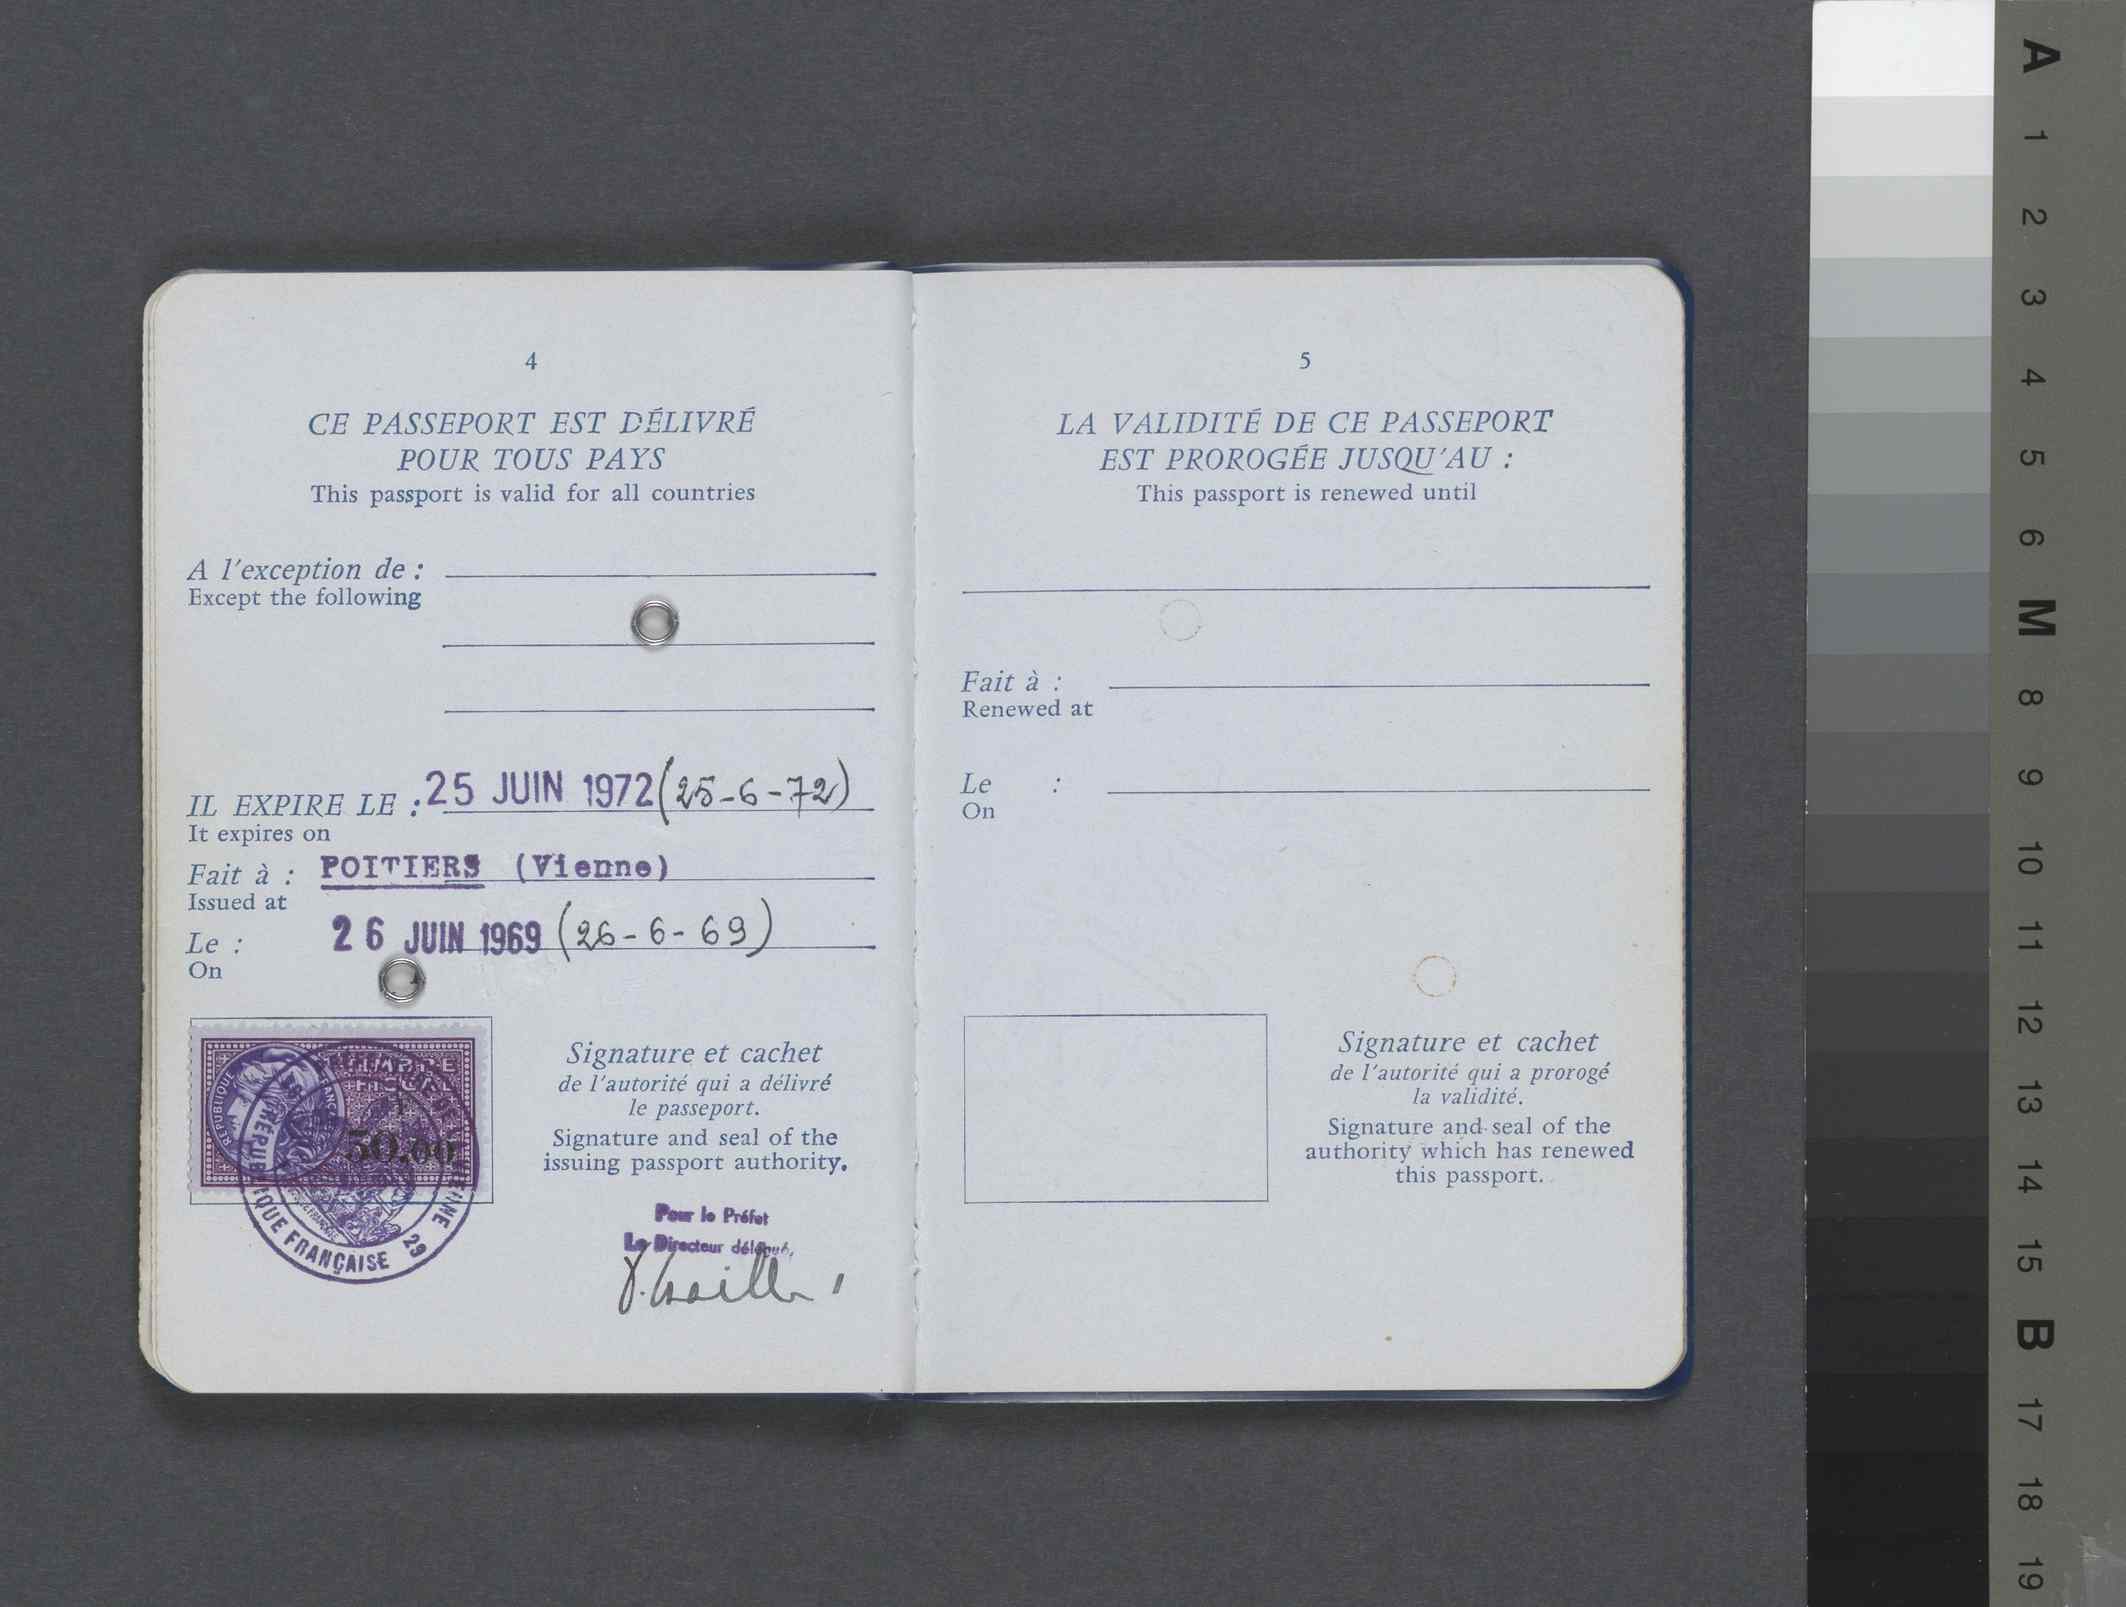 4
CE PASSEPORT EST DÉLIVRÉ
POUR TOUS PAYS
This passport is valid for all countries
A l'exception de :
Except the following
IL EXPIRE LE : 25 JUIN 1972 (25-6-72)
It expires on
Fait à : POITIERS (Vienne)
Issued at
Le : 26 JUIN 1969 (26-6-69)
On
TIMBRE
FISCAL
RÉPUBLIQUE
50,00
RÉPUBLIQUE FRANÇAISE 29
Signature et cachet
de l'autorité qui a délivré
le passeport.
Signature and seal of the
issuing passport authority.
Pour le Préfet
Le Directeur délégué,
5
LA VALIDITÉ DE CE PASSEPORT
EST PROROGÉE JUSQU'AU :
This passport is renewed until
Fait à :
Renewed at
Le :
On
Signature et cachet
de l'autorité qui a prorogé
la validité.
Signature and seal of the
authority which has renewed
this passport.
A
1
2
3
4
5
6
M
8
9
10
11
12
13
14
15
B
17
18
19